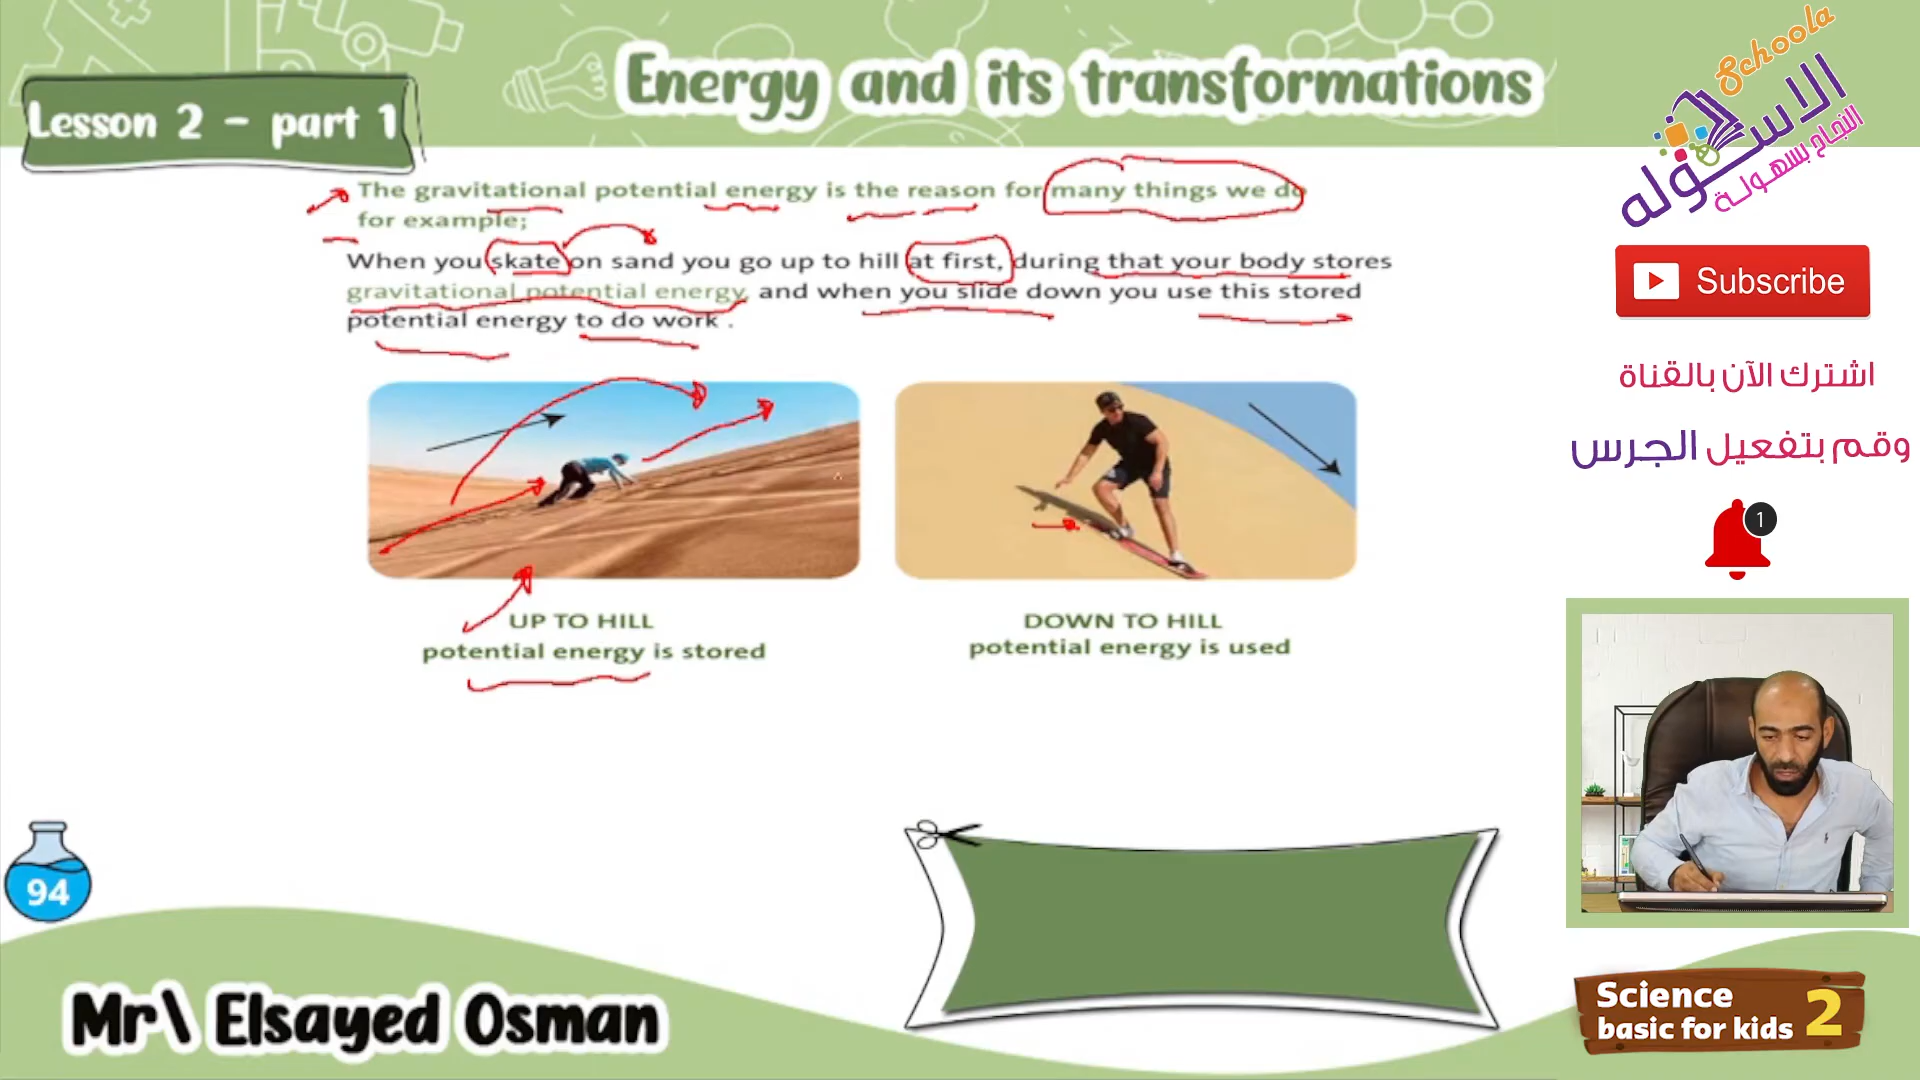 Energy and its transformations
Lesson 2 - part 1
The gravitational potential energy is the reason for many things we do
for example;
When you skate on sand you go up to hill at first, during that your body stores
gravitational potential energy, and when you slide down you use this stored
potential energy to do work .
UP TO HILL
potential energy is stored
DOWN TO HILL
potential energy is used
94
Mr\ Elsayed Osman
Schoola
الاسكوله
النجاح بسهولة
Subscribe
اشترك الآن بالقناة
وقم بتفعيل الجرس
1
Science
basic for kids 2